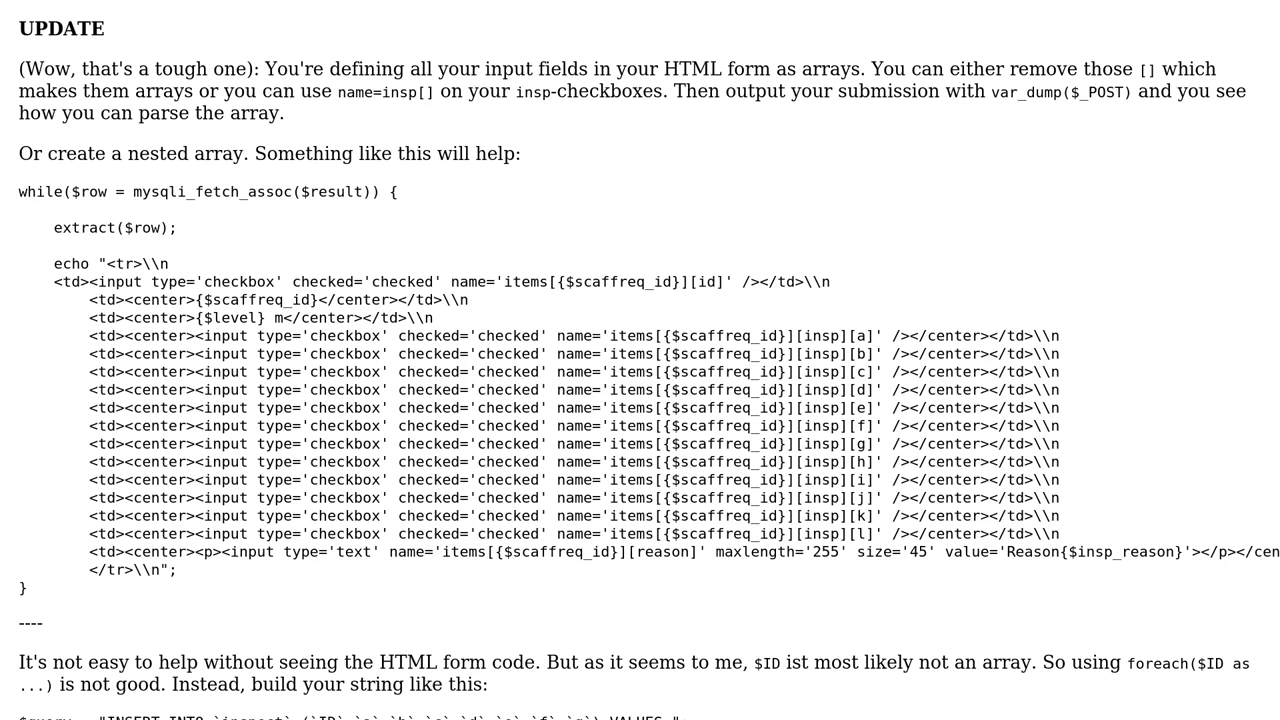 UPDATE
(Wow, that's a tough one): You're defining all your input fields in your HTML form as arrays. You can either remove those [] which
makes them arrays or you can use name=insp[] on your insp-checkboxes. Then output your submission with var_dump($_POST) and you see
how you can parse the array.
Or create a nested array. Something like this will help:
while($row = mysqli_fetch_assoc($result)) {
    extract($row);
    echo "<tr>\\n
    <td><input type='checkbox' checked='checked' name='items[{$scaffreq_id}][id]' /></td>\\n
        <td><center>{$scaffreq_id}</center></td>\\n
        <td><center>{$level} m</center></td>\\n
        <td><center><input type='checkbox' checked='checked' name='items[{$scaffreq_id}][insp][a]' /></center></td>\\n
        <td><center><input type='checkbox' checked='checked' name='items[{$scaffreq_id}][insp][b]' /></center></td>\\n
        <td><center><input type='checkbox' checked='checked' name='items[{$scaffreq_id}][insp][c]' /></center></td>\\n
        <td><center><input type='checkbox' checked='checked' name='items[{$scaffreq_id}][insp][d]' /></center></td>\\n
        <td><center><input type='checkbox' checked='checked' name='items[{$scaffreq_id}][insp][e]' /></center></td>\\n
        <td><center><input type='checkbox' checked='checked' name='items[{$scaffreq_id}][insp][f]' /></center></td>\\n
        <td><center><input type='checkbox' checked='checked' name='items[{$scaffreq_id}][insp][g]' /></center></td>\\n
        <td><center><input type='checkbox' checked='checked' name='items[{$scaffreq_id}][insp][h]' /></center></td>\\n
        <td><center><input type='checkbox' checked='checked' name='items[{$scaffreq_id}][insp][i]' /></center></td>\\n
        <td><center><input type='checkbox' checked='checked' name='items[{$scaffreq_id}][insp][j]' /></center></td>\\n
        <td><center><input type='checkbox' checked='checked' name='items[{$scaffreq_id}][insp][k]' /></center></td>\\n
        <td><center><input type='checkbox' checked='checked' name='items[{$scaffreq_id}][insp][l]' /></center></td>\\n
        <td><center><p><input type='text' name='items[{$scaffreq_id}][reason]' maxlength='255' size='45' value='Reason{$insp_reason}'></p></cen
        </tr>\\n";
}
----
It's not easy to help without seeing the HTML form code. But as it seems to me, $ID ist most likely not an array. So using foreach($ID as
...) is not good. Instead, build your string like this: